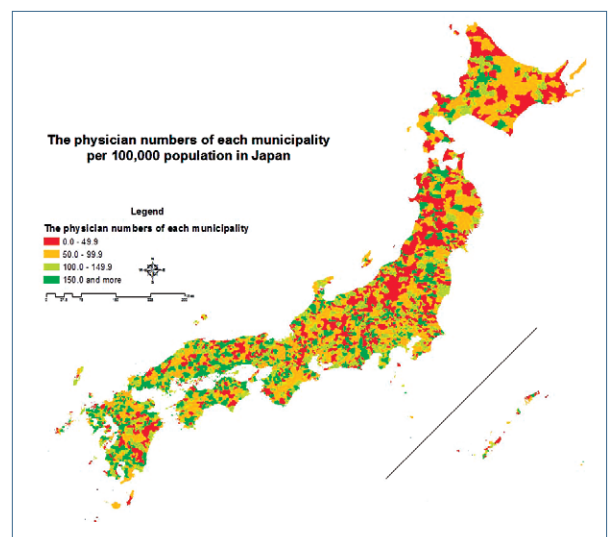 The physician numbers of each municipality
per 100,000 population in Japan
Legend
The physician numbers of each municipality
0.0 - 49.9
50.0 - 99.9
100.0 - 149.9
150.0 and more